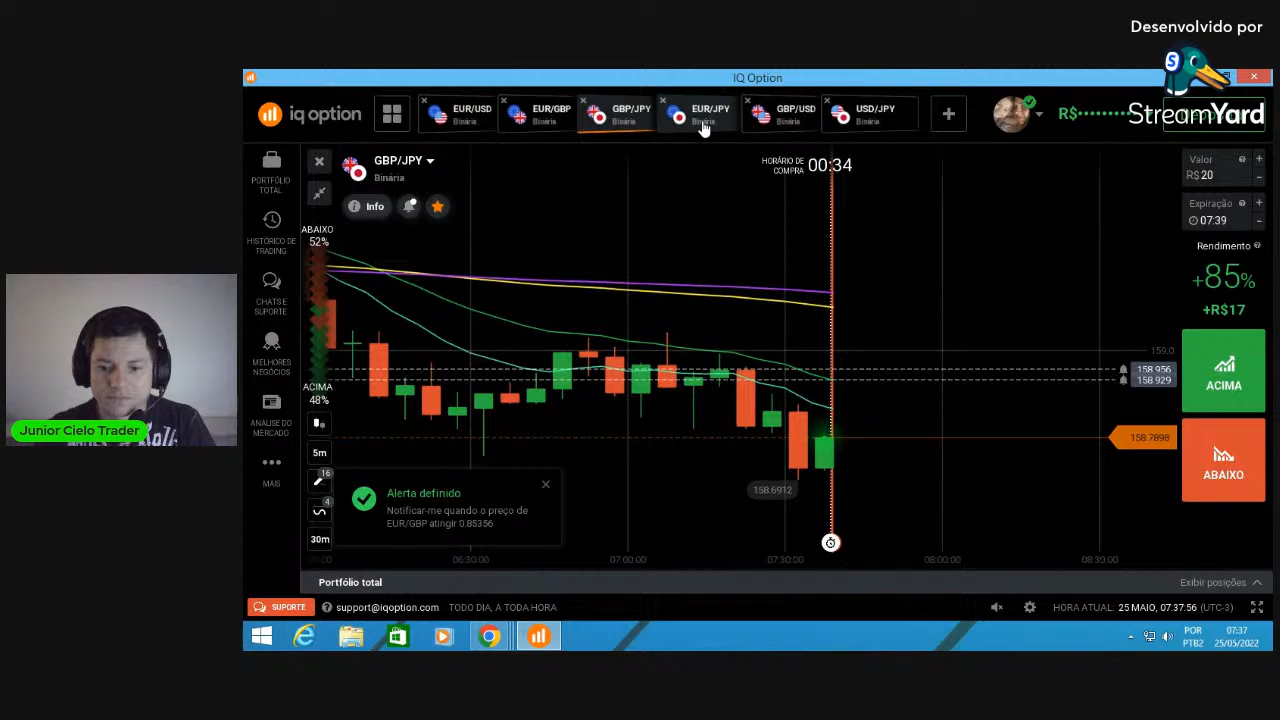 Desenvolvido por
S
StreamYard
IQ Option
iq option
EUR/USD
Binária
EUR/GBP
Binária
GBP/JPY
Binária
EUR/JPY
Binária
GBP/USD
Binária
USD/JPY
Binária
R$
PORTFÓLIO
TOTAL
HISTÓRICO DE
TRADING
CHATS E
SUPORTE
MELHORES
NEGÓCIOS
ANÁLISE DO
MERCADO
MAIS
GBP/JPY
Binária
Info
HORÁRIO DE
COMPRA
00:34
ABAIXO
52%
ACIMA
48%
5m
16
4
30m
Alerta definido
Notificar-me quando o preço de
EUR/GBP atingir 0.85356
158.6912
159.0
158.956
158.929
158.7898
06:30:00
07:00:00
07:30:00
08:00:00
08:30:00
Valor
R$ 20
Expiração
07:39
Rendimento
+85%
+R$17
ACIMA
ABAIXO
Junior Cielo Trader
Portfólio total
Exibir posições
SUPORTE
support@iqoption.com
TODO DIA, A TODA HORA
HORA ATUAL: 25 MAIO, 07:37:56 (UTC-3)
POR
PTB2
07:37
25/05/2022